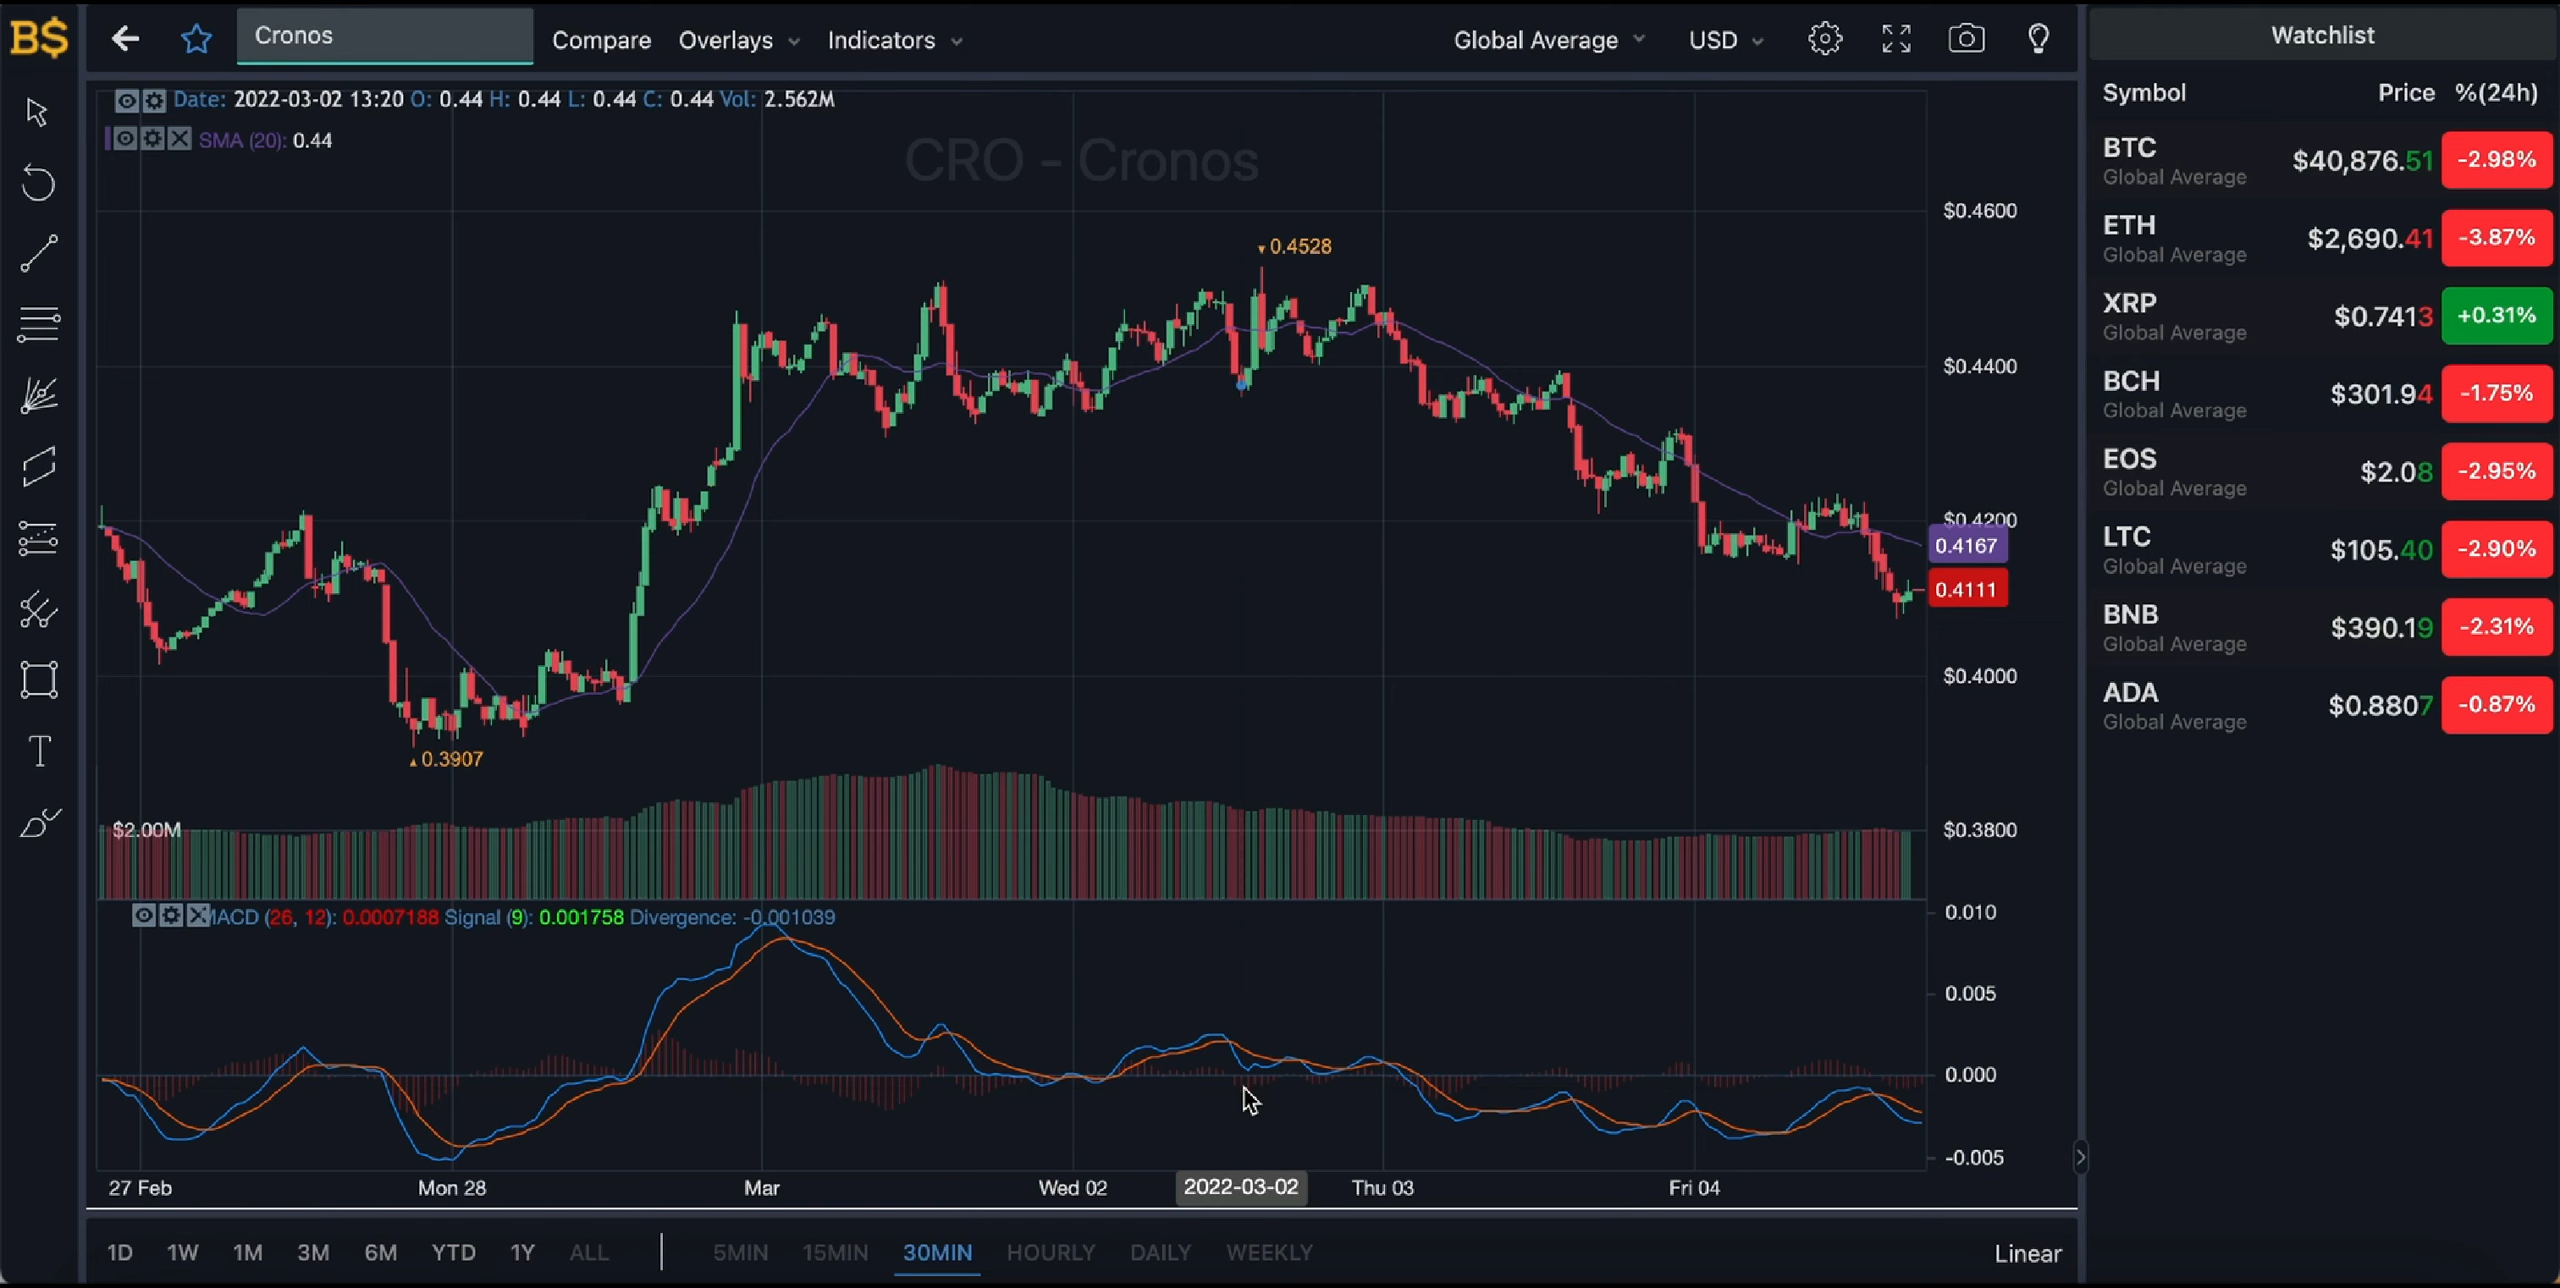 B$
Cronos
Compare Overlays Indicators
Global Average USD
Date: 2022-03-02 13:20 O: 0.44 H: 0.44 L: 0.44 C: 0.44 Vol: 2.562M
SMA (20): 0.44
CRO - Cronos
$0.4600
0.4528
$0.4400
$0.4200
0.4167
0.4111
$0.4000
0.3907
$2.00M
$0.3800
MACD (26, 12): 0.0007188 Signal (9): 0.001758 Divergence: -0.001039
0.010
0.005
0.000
-0.005
27 Feb Mon 28 Mar Wed 02 2022-03-02 Thu 03 Fri 04
1D 1W 1M 3M 6M YTD 1Y ALL 5MIN 15MIN 30MIN HOURLY DAILY WEEKLY Linear
Watchlist
Symbol Price %(24h)
BTC $40,876.51 -2.98%
Global Average
ETH $2,690.41 -3.87%
Global Average
XRP $0.7413 +0.31%
Global Average
BCH $301.94 -1.75%
Global Average
EOS $2.08 -2.95%
Global Average
LTC $105.40 -2.90%
Global Average
BNB $390.19 -2.31%
Global Average
ADA $0.8807 -0.87%
Global Average